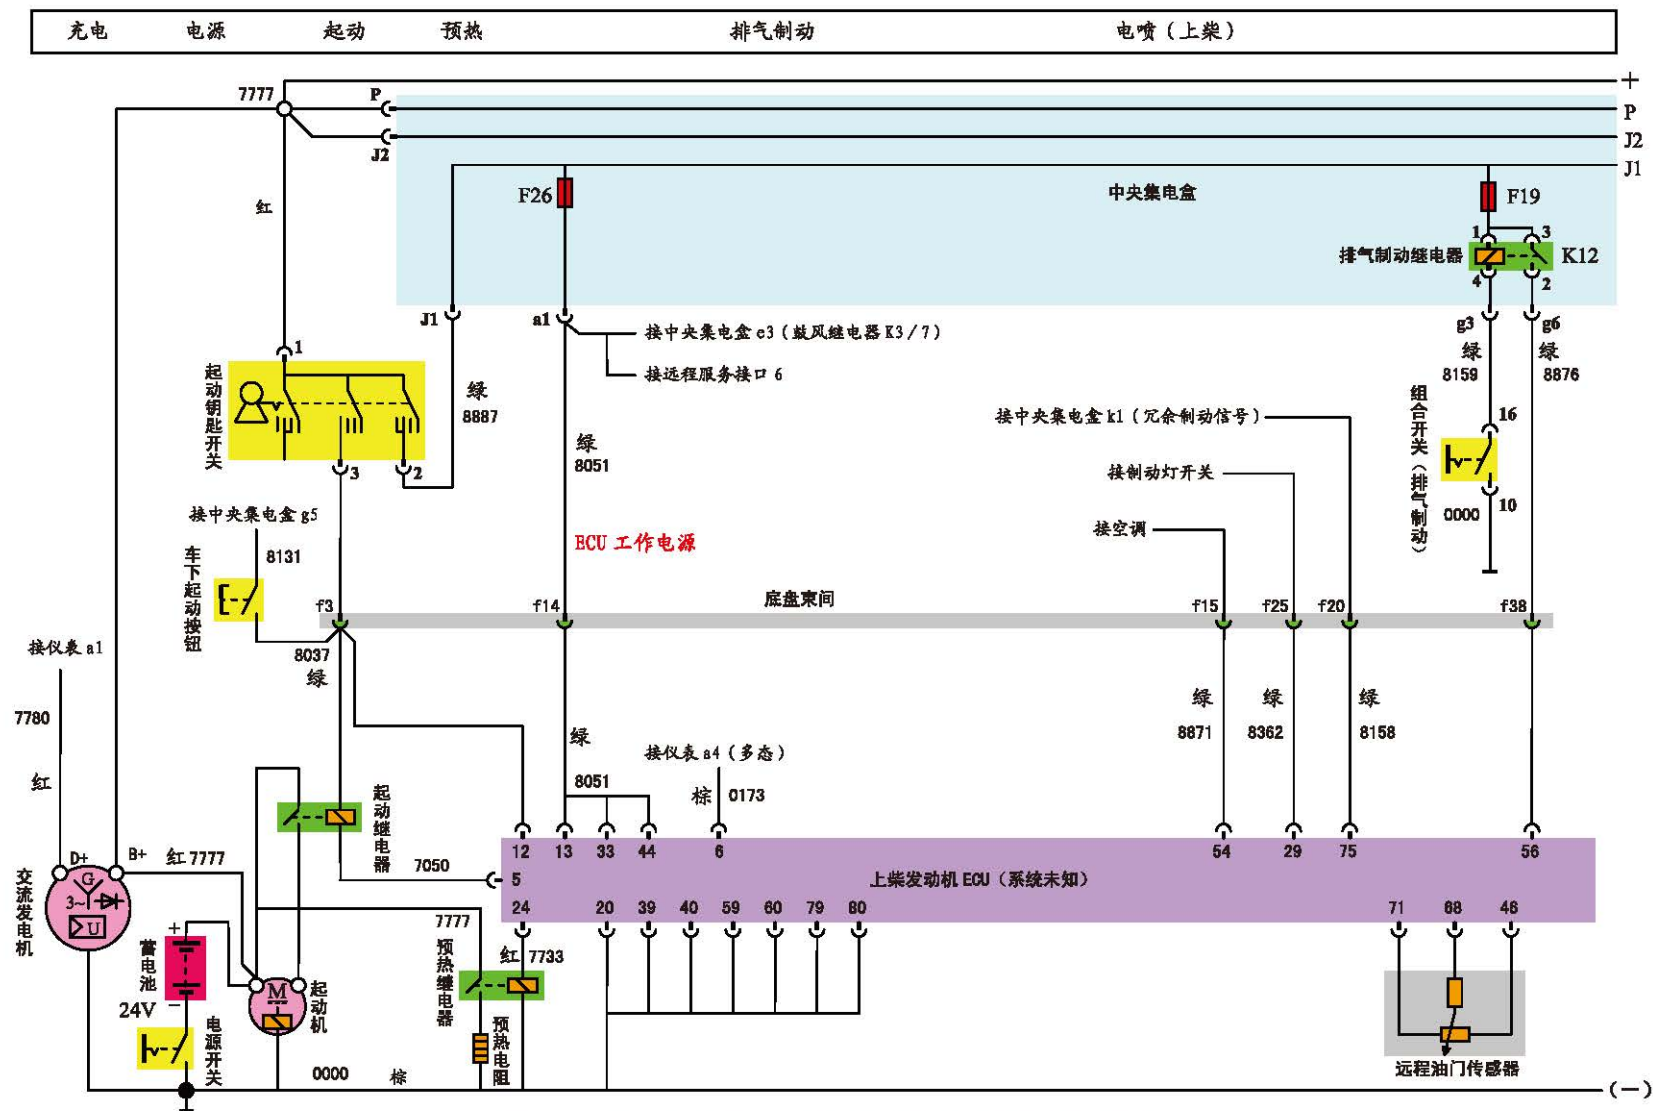 充电 电源 起动 预热 排气制动 电喷（上柴）
+
7777 P P
J2 J2
J1
F26 中央集电盒 F19
红
1 3
排气制动继电器 K12
4 2
J1 a1 g3 g6
接中央集电盒 e3（鼓风继电器 K3/7）
绿 绿
8159 8876
1
起动钥匙开关
接远程服务接口 6
绿
8887
组合开关（排气制动）
16
接中央集电盒 k1（冗余制动信号）
绿
8051
3 2
接制动灯开关
10
0000
接中央集电盒 g5
接空调
8131
ECU 工作电源
车下起动按钮
底盘束间
f3 f14 f15 f25 f20 f38
接仪表 a1
8037
绿
7780
绿 绿 绿
8871 8362 8158
绿
接仪表 a4（多态）
红
8051
棕 0173
起动继电器
12 13 33 44 6 54 29 75 56
D+ B+ 红 7777
7050
5
上柴发动机 ECU（系统未知）
交流发电机
G
3~
U
24 20 39 40 59 60 79 80 71 68 46
7777
+
蓄电池
红 7733
预热继电器
M
起动机
24V −
电源开关
预热电阻
远程油门传感器
0000 棕
(−)